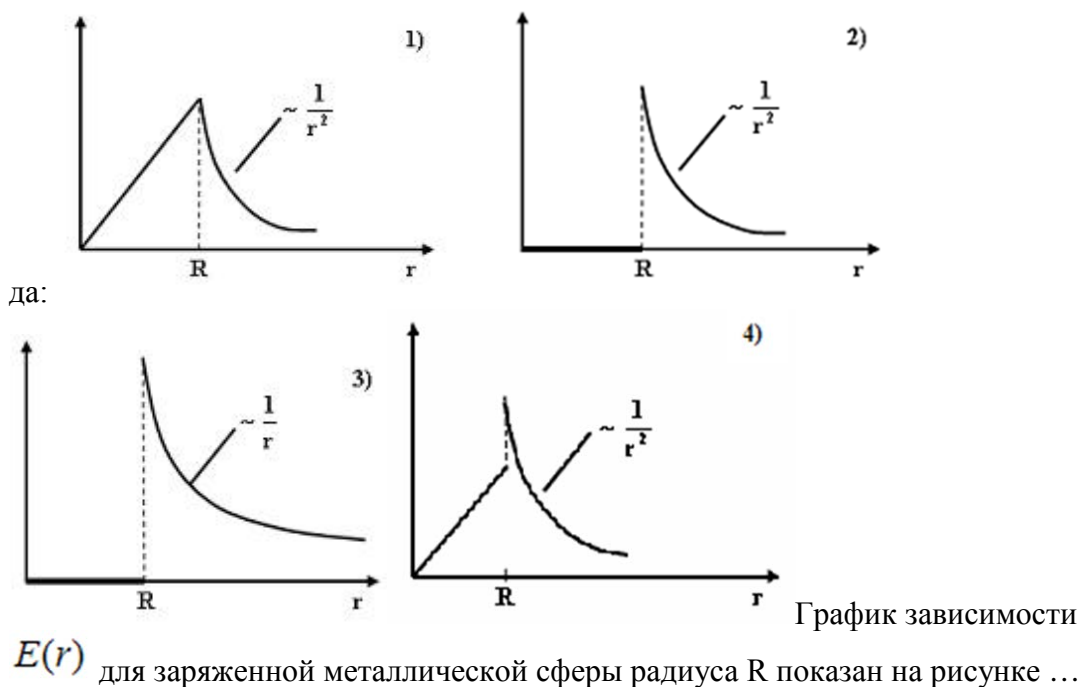 1)
~ 1/r²
R r
2)
~ 1/r²
R r
да:
3)
~ 1/r
R r
4)
~ 1/r²
R r
График зависимости
E(r) для заряженной металлической сферы радиуса R показан на рисунке …